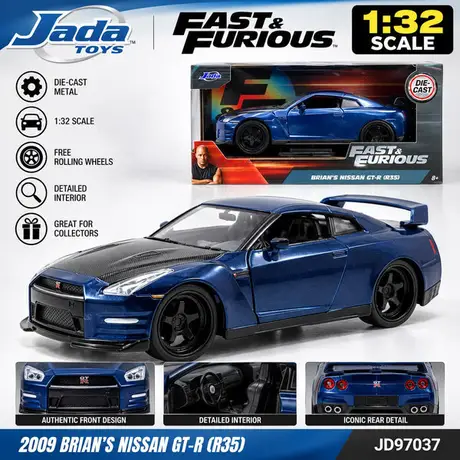 Jada
TOYS™
FAST &
FURIOUS
1:32
SCALE
DIE-CAST
METAL
1:32 SCALE
FREE
ROLLING WHEELS
DETAILED
INTERIOR
GREAT FOR
COLLECTORS
Jada
DIE-
CAST
FAST &
FURIOUS
BRIAN'S NISSAN GT-R (R35)
8+
AUTHENTIC FRONT DESIGN
DETAILED INTERIOR
ICONIC REAR DETAIL
2009 BRIAN'S NISSAN GT-R (R35)
JD97037